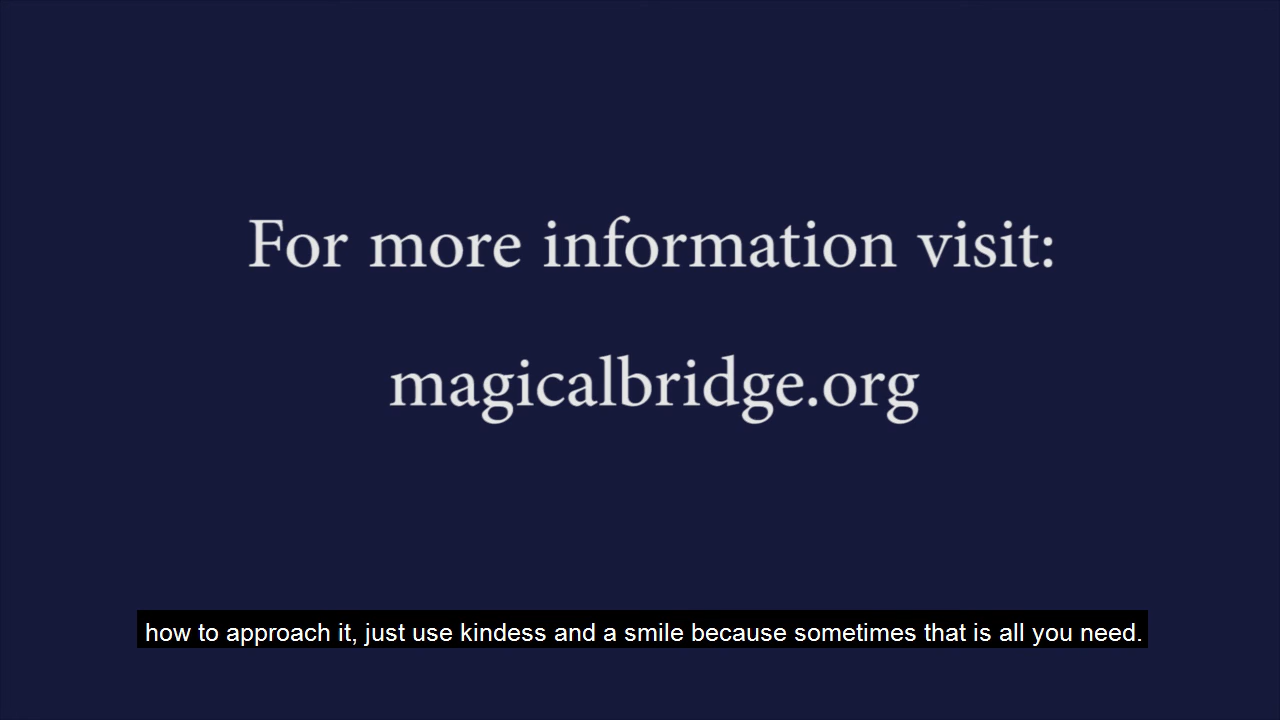 For more information visit:
magicalbridge.org
how to approach it, just use kindess and a smile because sometimes that is all you need.